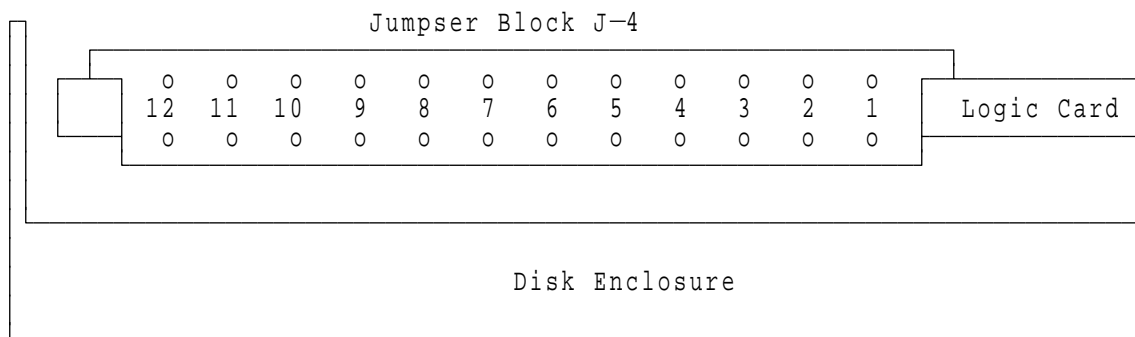 Jumpser Block J-4
o o o o o o o o o o o o
12 11 10 9 8 7 6 5 4 3 2 1 Logic Card
o o o o o o o o o o o o
Disk Enclosure